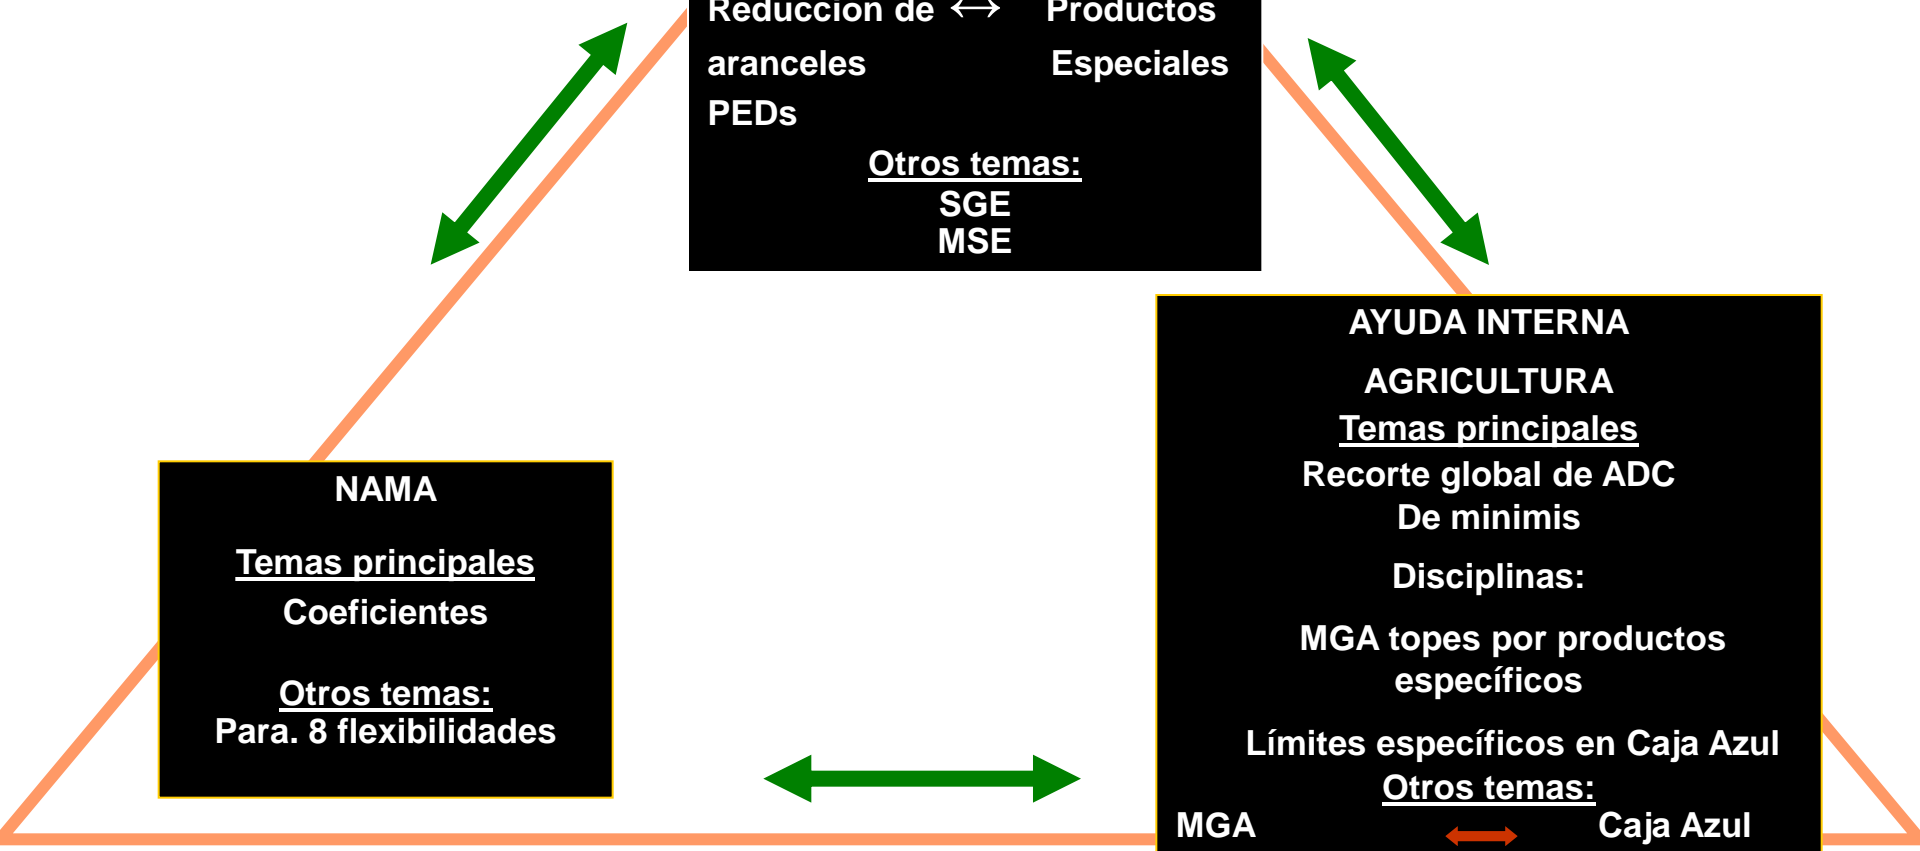 Reducción de ↔ Productos
aranceles Especiales
PEDs
Otros temas:
SGE
MSE
AYUDA INTERNA
AGRICULTURA
Temas principales
Recorte global de ADC
De minimis
Disciplinas:
MGA topes por productos
específicos
Límites específicos en Caja Azul
Otros temas:
MGA Caja Azul
NAMA
Temas principales
Coeficientes
Otros temas:
Para. 8 flexibilidades